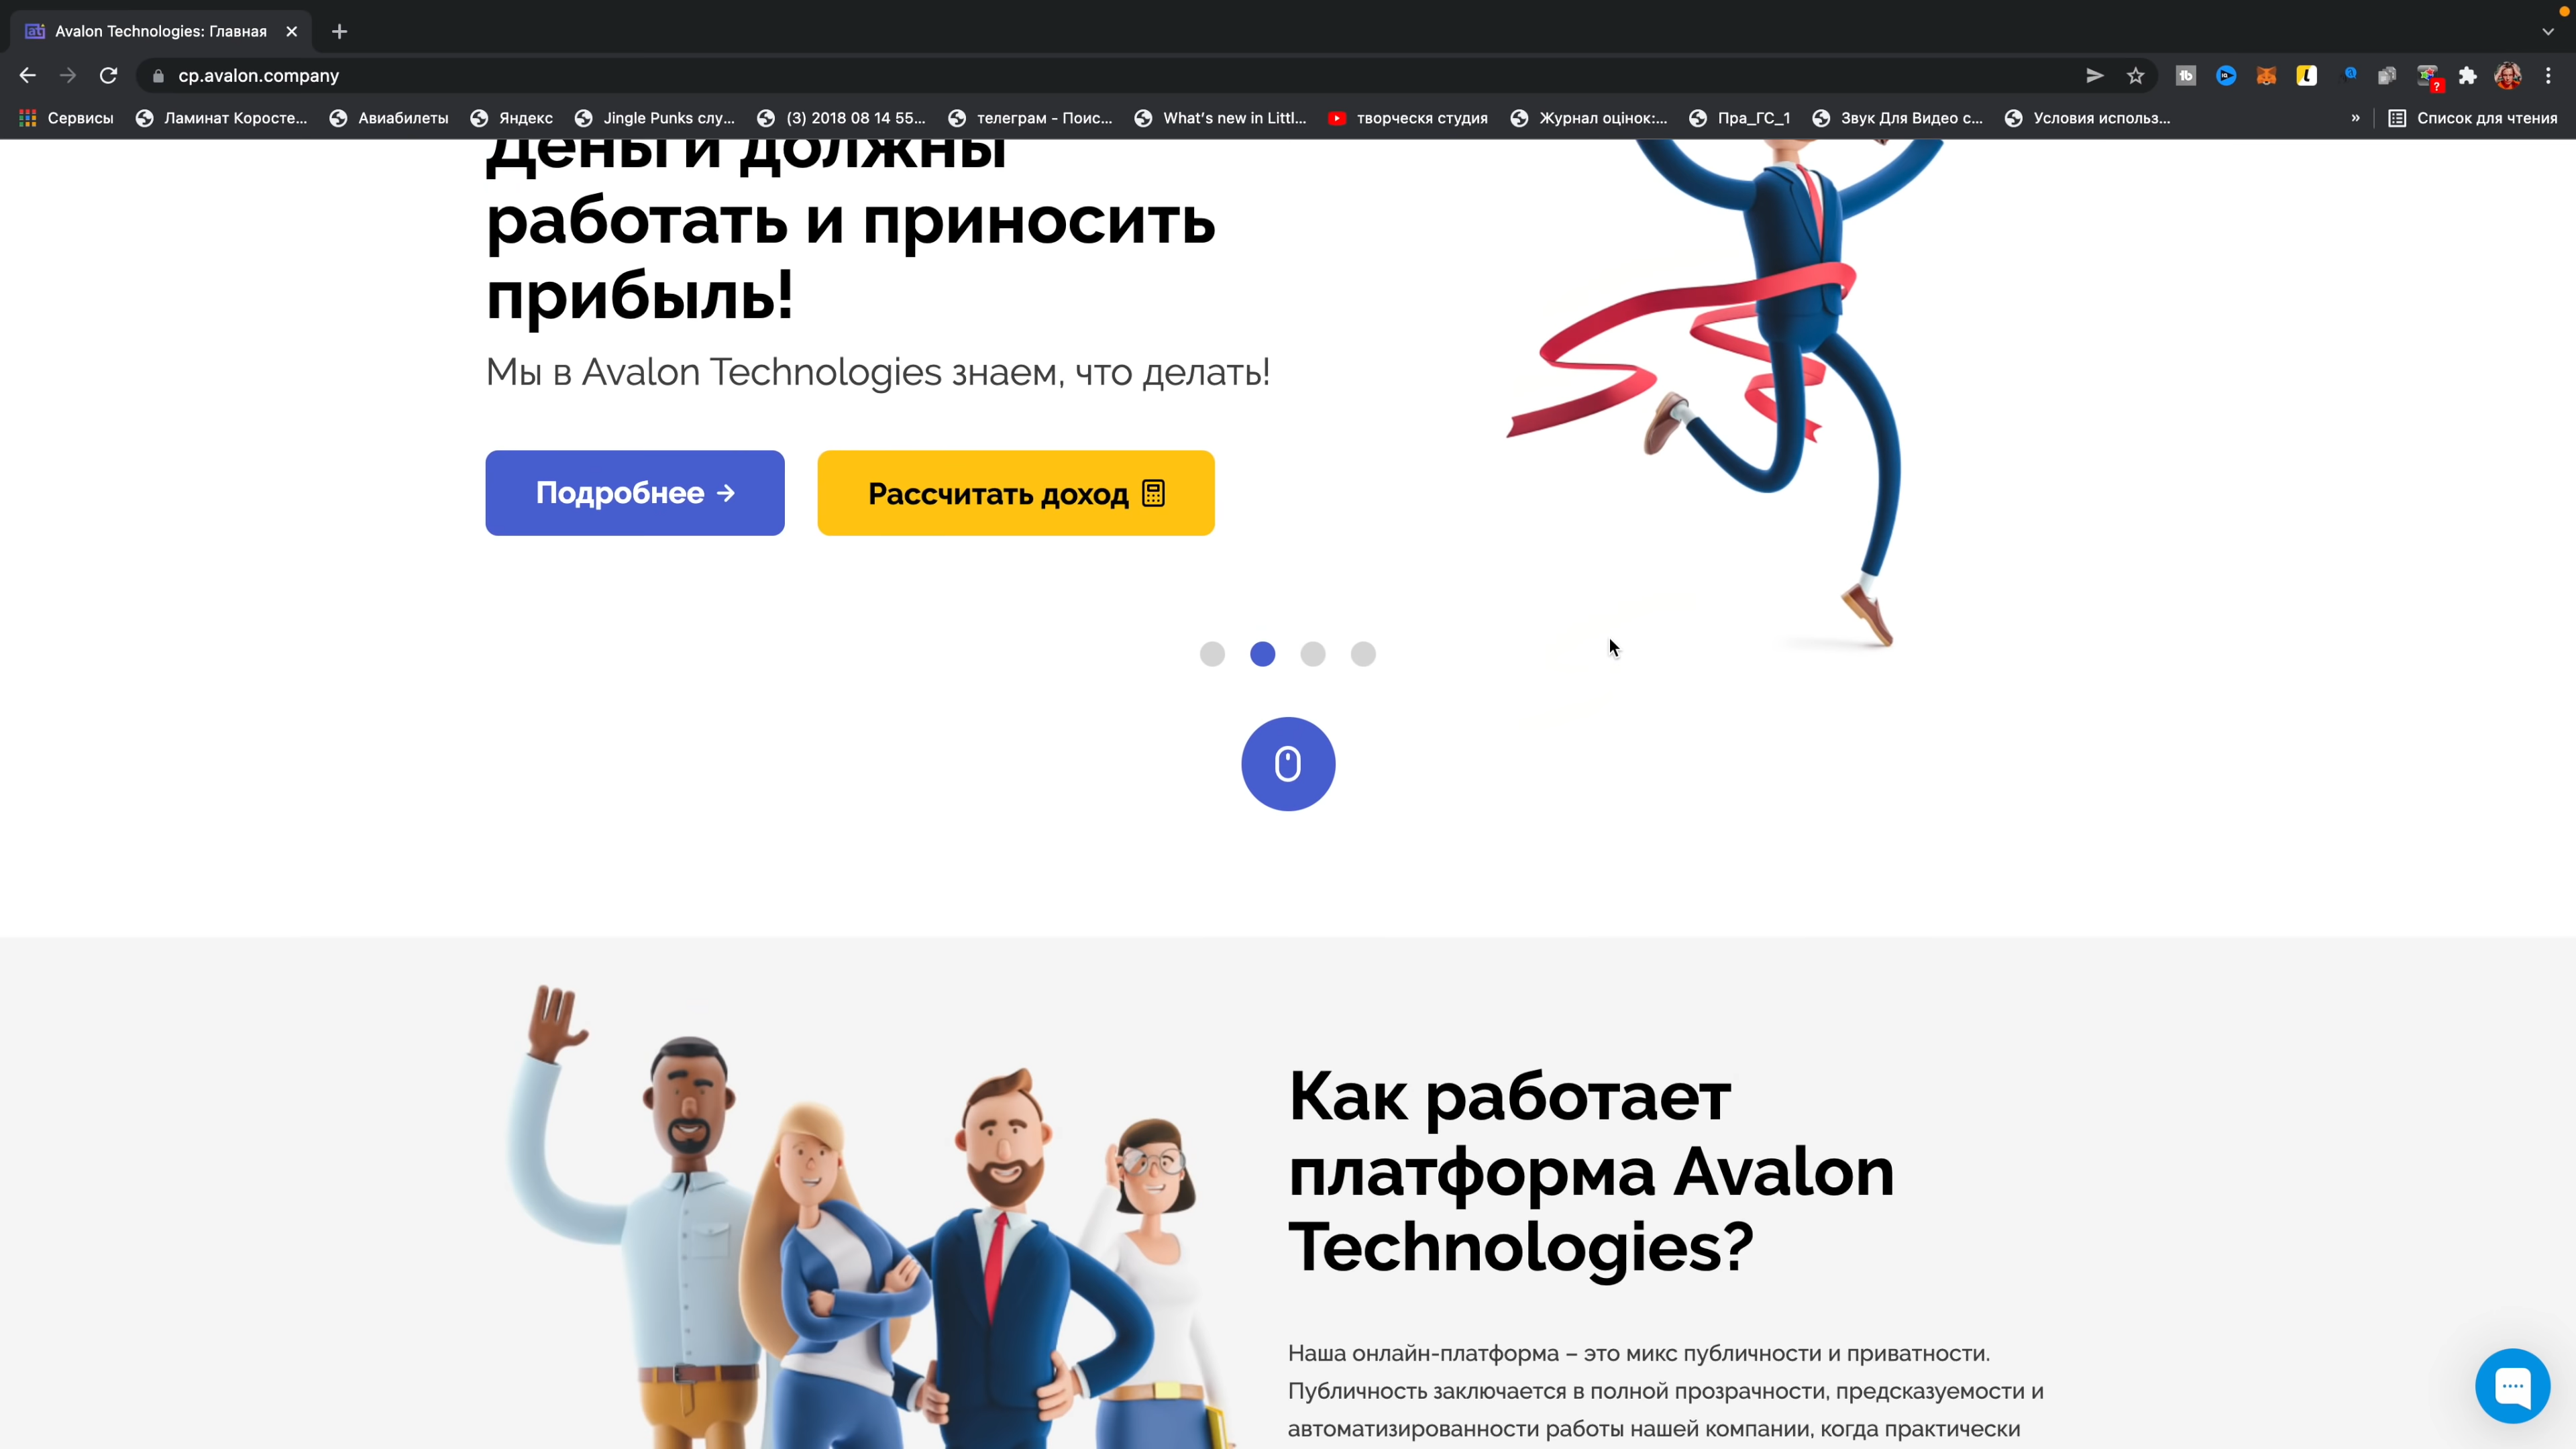 Avalon Technologies: Главная
cp.avalon.company
Сервисы
Ламинат Коросте...
Авиабилеты
Яндекс
Jingle Punks слу...
(3) 2018 08 14 55...
телеграм - Поис...
What's new in Littl...
творческя студия
Журнал оцінок:...
Пра_ГС_1
Звук Для Видео с...
Условия использ...
»
Список для чтения
Деньги должны
работать и приносить
прибыль!
Мы в Avalon Technologies знаем, что делать!
Подробнее →
Рассчитать доход
Как работает
платформа Avalon
Technologies?
Наша онлайн-платформа – это микс публичности и приватности.
Публичность заключается в полной прозрачности, предсказуемости и
автоматизированности работы нашей компании, когда практически